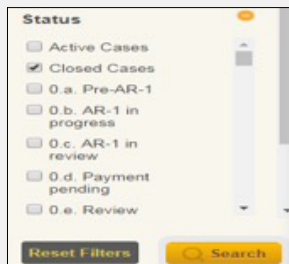 Status
Active Cases
Closed Cases
0.a. Pre-AR-1
0.b. AR-1 in
progress
0.c. AR-1 in
review
0.d. Payment
pending
0.e. Review
Reset Filters
Search